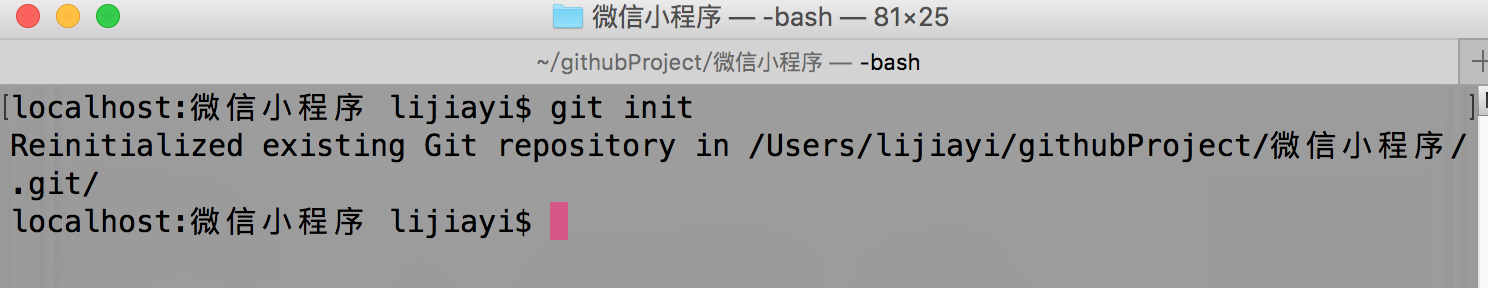 微信小程序 — -bash — 81×25
~/githubProject/微信小程序 — -bash
[localhost:微信小程序 lijiayi$ git init ]
Reinitialized existing Git repository in /Users/lijiayi/githubProject/微信小程序/
.git/
localhost:微信小程序 lijiayi$